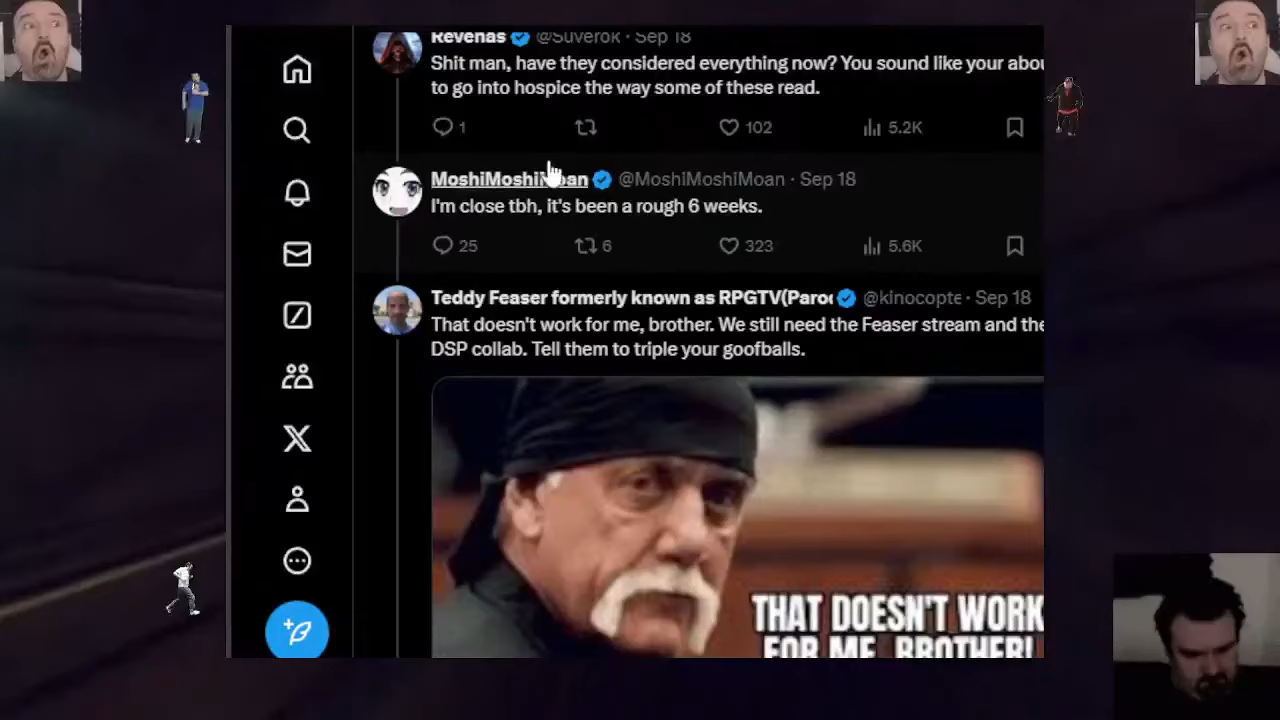 Revenas @Suverok · Sep 18
Shit man, have they considered everything now? You sound like your abou
to go into hospice the way some of these read.
1 102 5.2K
MoshiMoshiMoan @MoshiMoshiMoan · Sep 18
I'm close tbh, it's been a rough 6 weeks.
25 6 323 5.6K
Teddy Feaser formerly known as RPGTV(Paro @kinocopte · Sep 18
That doesn't work for me, brother. We still need the Feaser stream and the
DSP collab. Tell them to triple your goofballs.
THAT DOESN'T WORK
FOR ME, BROTHER!